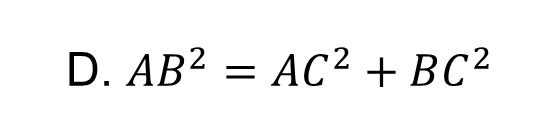 D. AB² = AC² + BC²